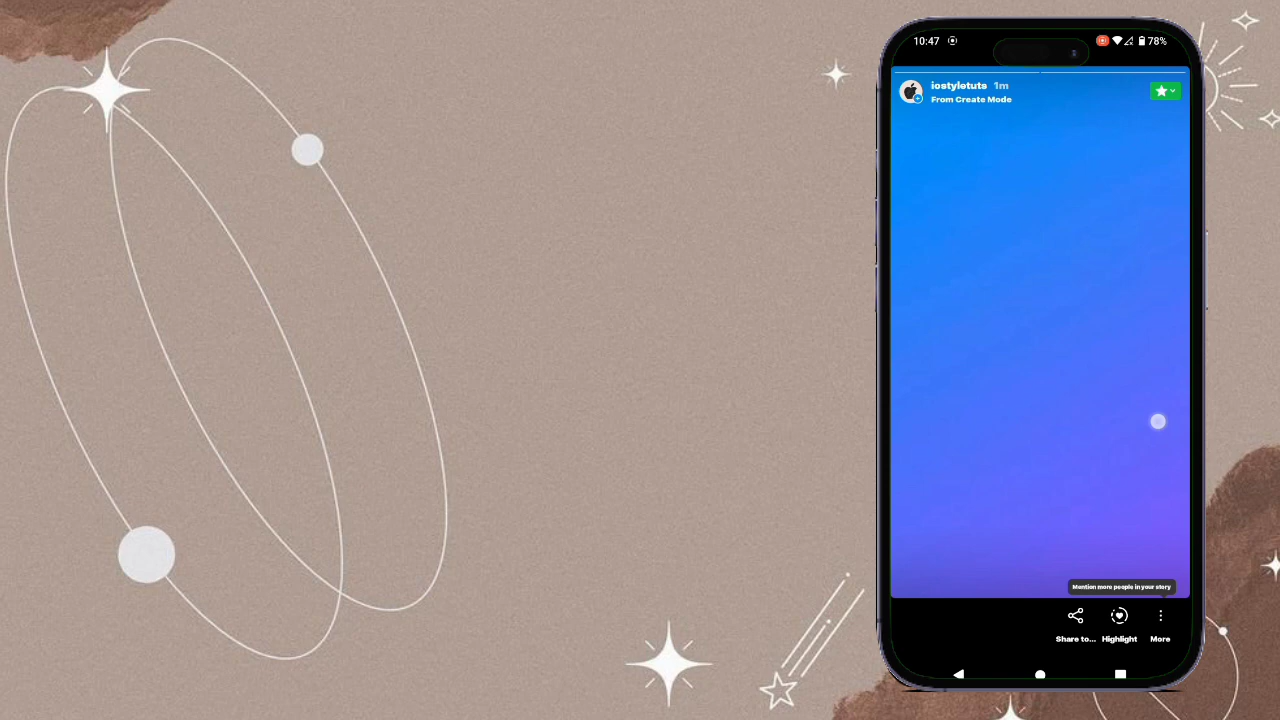 10:47
78%
iostyletuts 1m
From Create Mode
Mention more people in your story
Share to... Highlight More